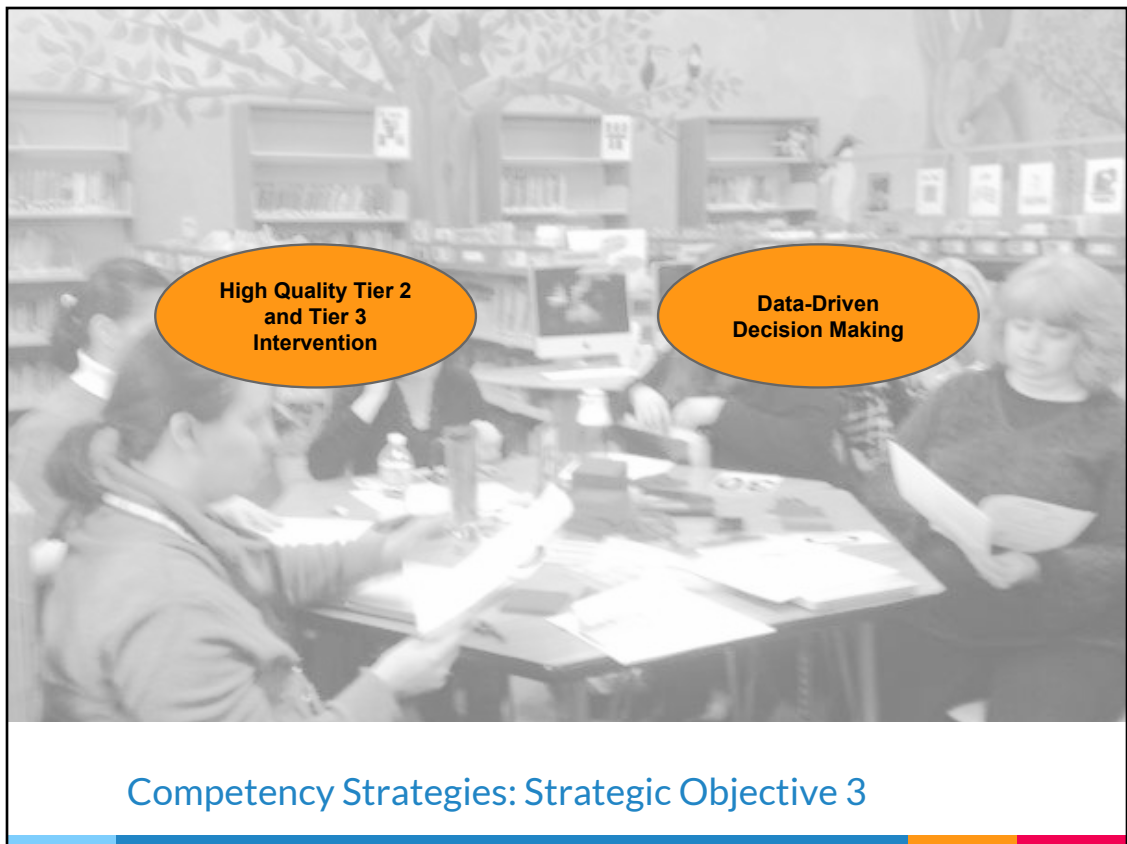 High Quality Tier 2
and Tier 3
Intervention
Data-Driven
Decision Making
Competency Strategies: Strategic Objective 3